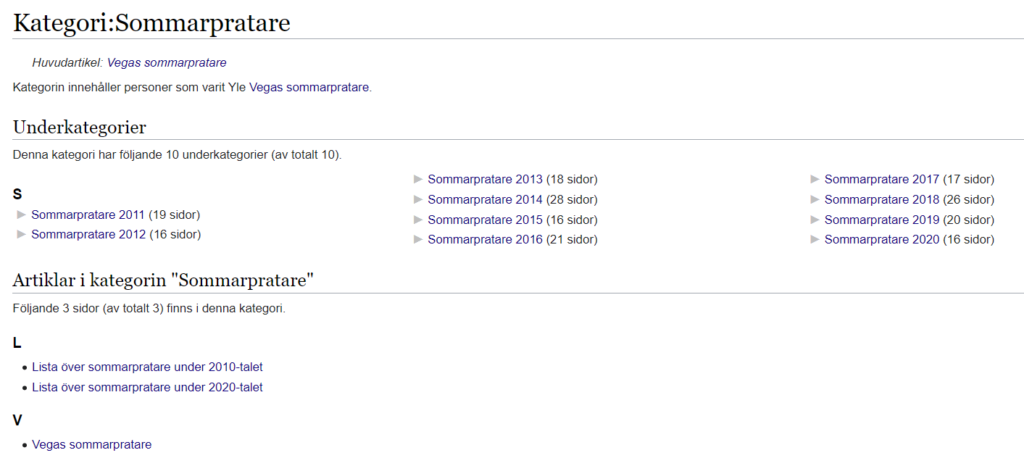 Kategori:Sommarpratare
Huvudartikel: Vegas sommarpratare
Kategorin innehåller personer som varit Yle Vegas sommarpratare.
Underkategorier
Denna kategori har följande 10 underkategorier (av totalt 10).
S
► Sommarpratare 2011 (19 sidor)
► Sommarpratare 2012 (16 sidor)
► Sommarpratare 2013 (18 sidor)
► Sommarpratare 2014 (28 sidor)
► Sommarpratare 2015 (16 sidor)
► Sommarpratare 2016 (21 sidor)
► Sommarpratare 2017 (17 sidor)
► Sommarpratare 2018 (26 sidor)
► Sommarpratare 2019 (20 sidor)
► Sommarpratare 2020 (16 sidor)
Artiklar i kategorin "Sommarpratare"
Följande 3 sidor (av totalt 3) finns i denna kategori.
L
• Lista över sommarpratare under 2010-talet
• Lista över sommarpratare under 2020-talet
V
• Vegas sommarpratare